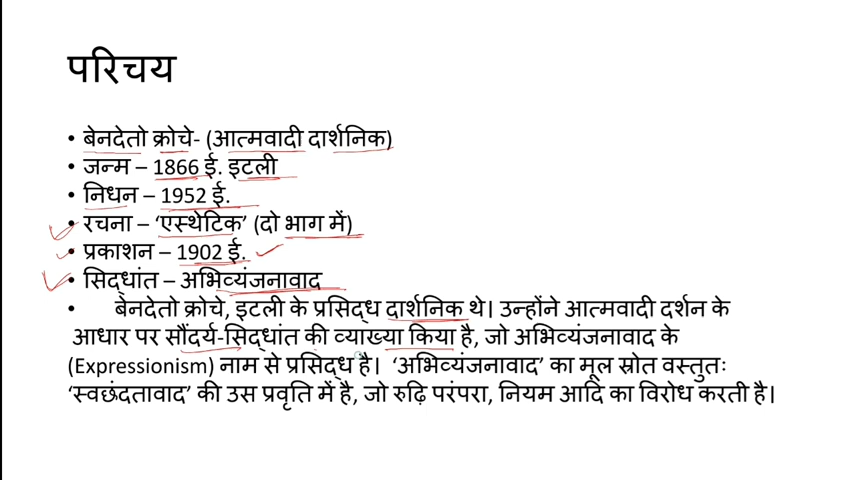 परिचय
• बेनदेतो क्रोचे- (आत्मवादी दार्शनिक)
• जन्म – 1866 ई. इटली
• निधन – 1952 ई.
• रचना – ‘एस्थेटिक’ (दो भाग में)
• प्रकाशन – 1902 ई.
• सिद्धांत – अभिव्यंजनावाद
• बेनदेतो क्रोचे, इटली के प्रसिद्ध दार्शनिक थे। उन्होंने आत्मवादी दर्शन के
आधार पर सौंदर्य-सिद्धांत की व्याख्या किया है, जो अभिव्यंजनावाद के
(Expressionism) नाम से प्रसिद्ध है। ‘अभिव्यंजनावाद’ का मूल स्रोत वस्तुतः
‘स्वछंदतावाद’ की उस प्रवृति में है, जो रुढ़ि परंपरा, नियम आदि का विरोध करती है।